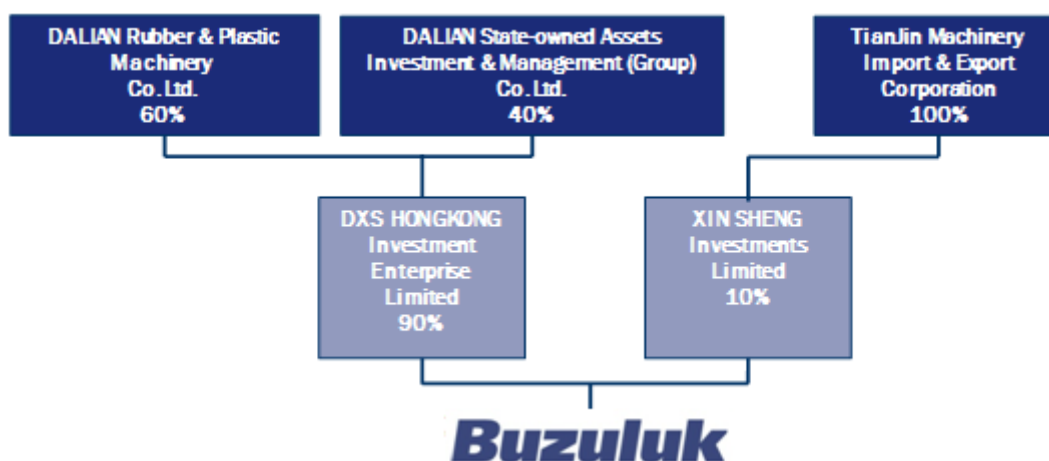 DALIAN Rubber & Plastic
Machinery
Co. Ltd.
60%
DALIAN State-owned Assets
Investment & Management (Group)
Co. Ltd.
40%
TianJin Machinery
Import & Export
Corporation
100%
DXS HONGKONG
Investment
Enterprise
Limited
90%
XIN SHENG
Investments
Limited
10%
Buzuluk